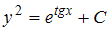 y² = e^{tgx} + C